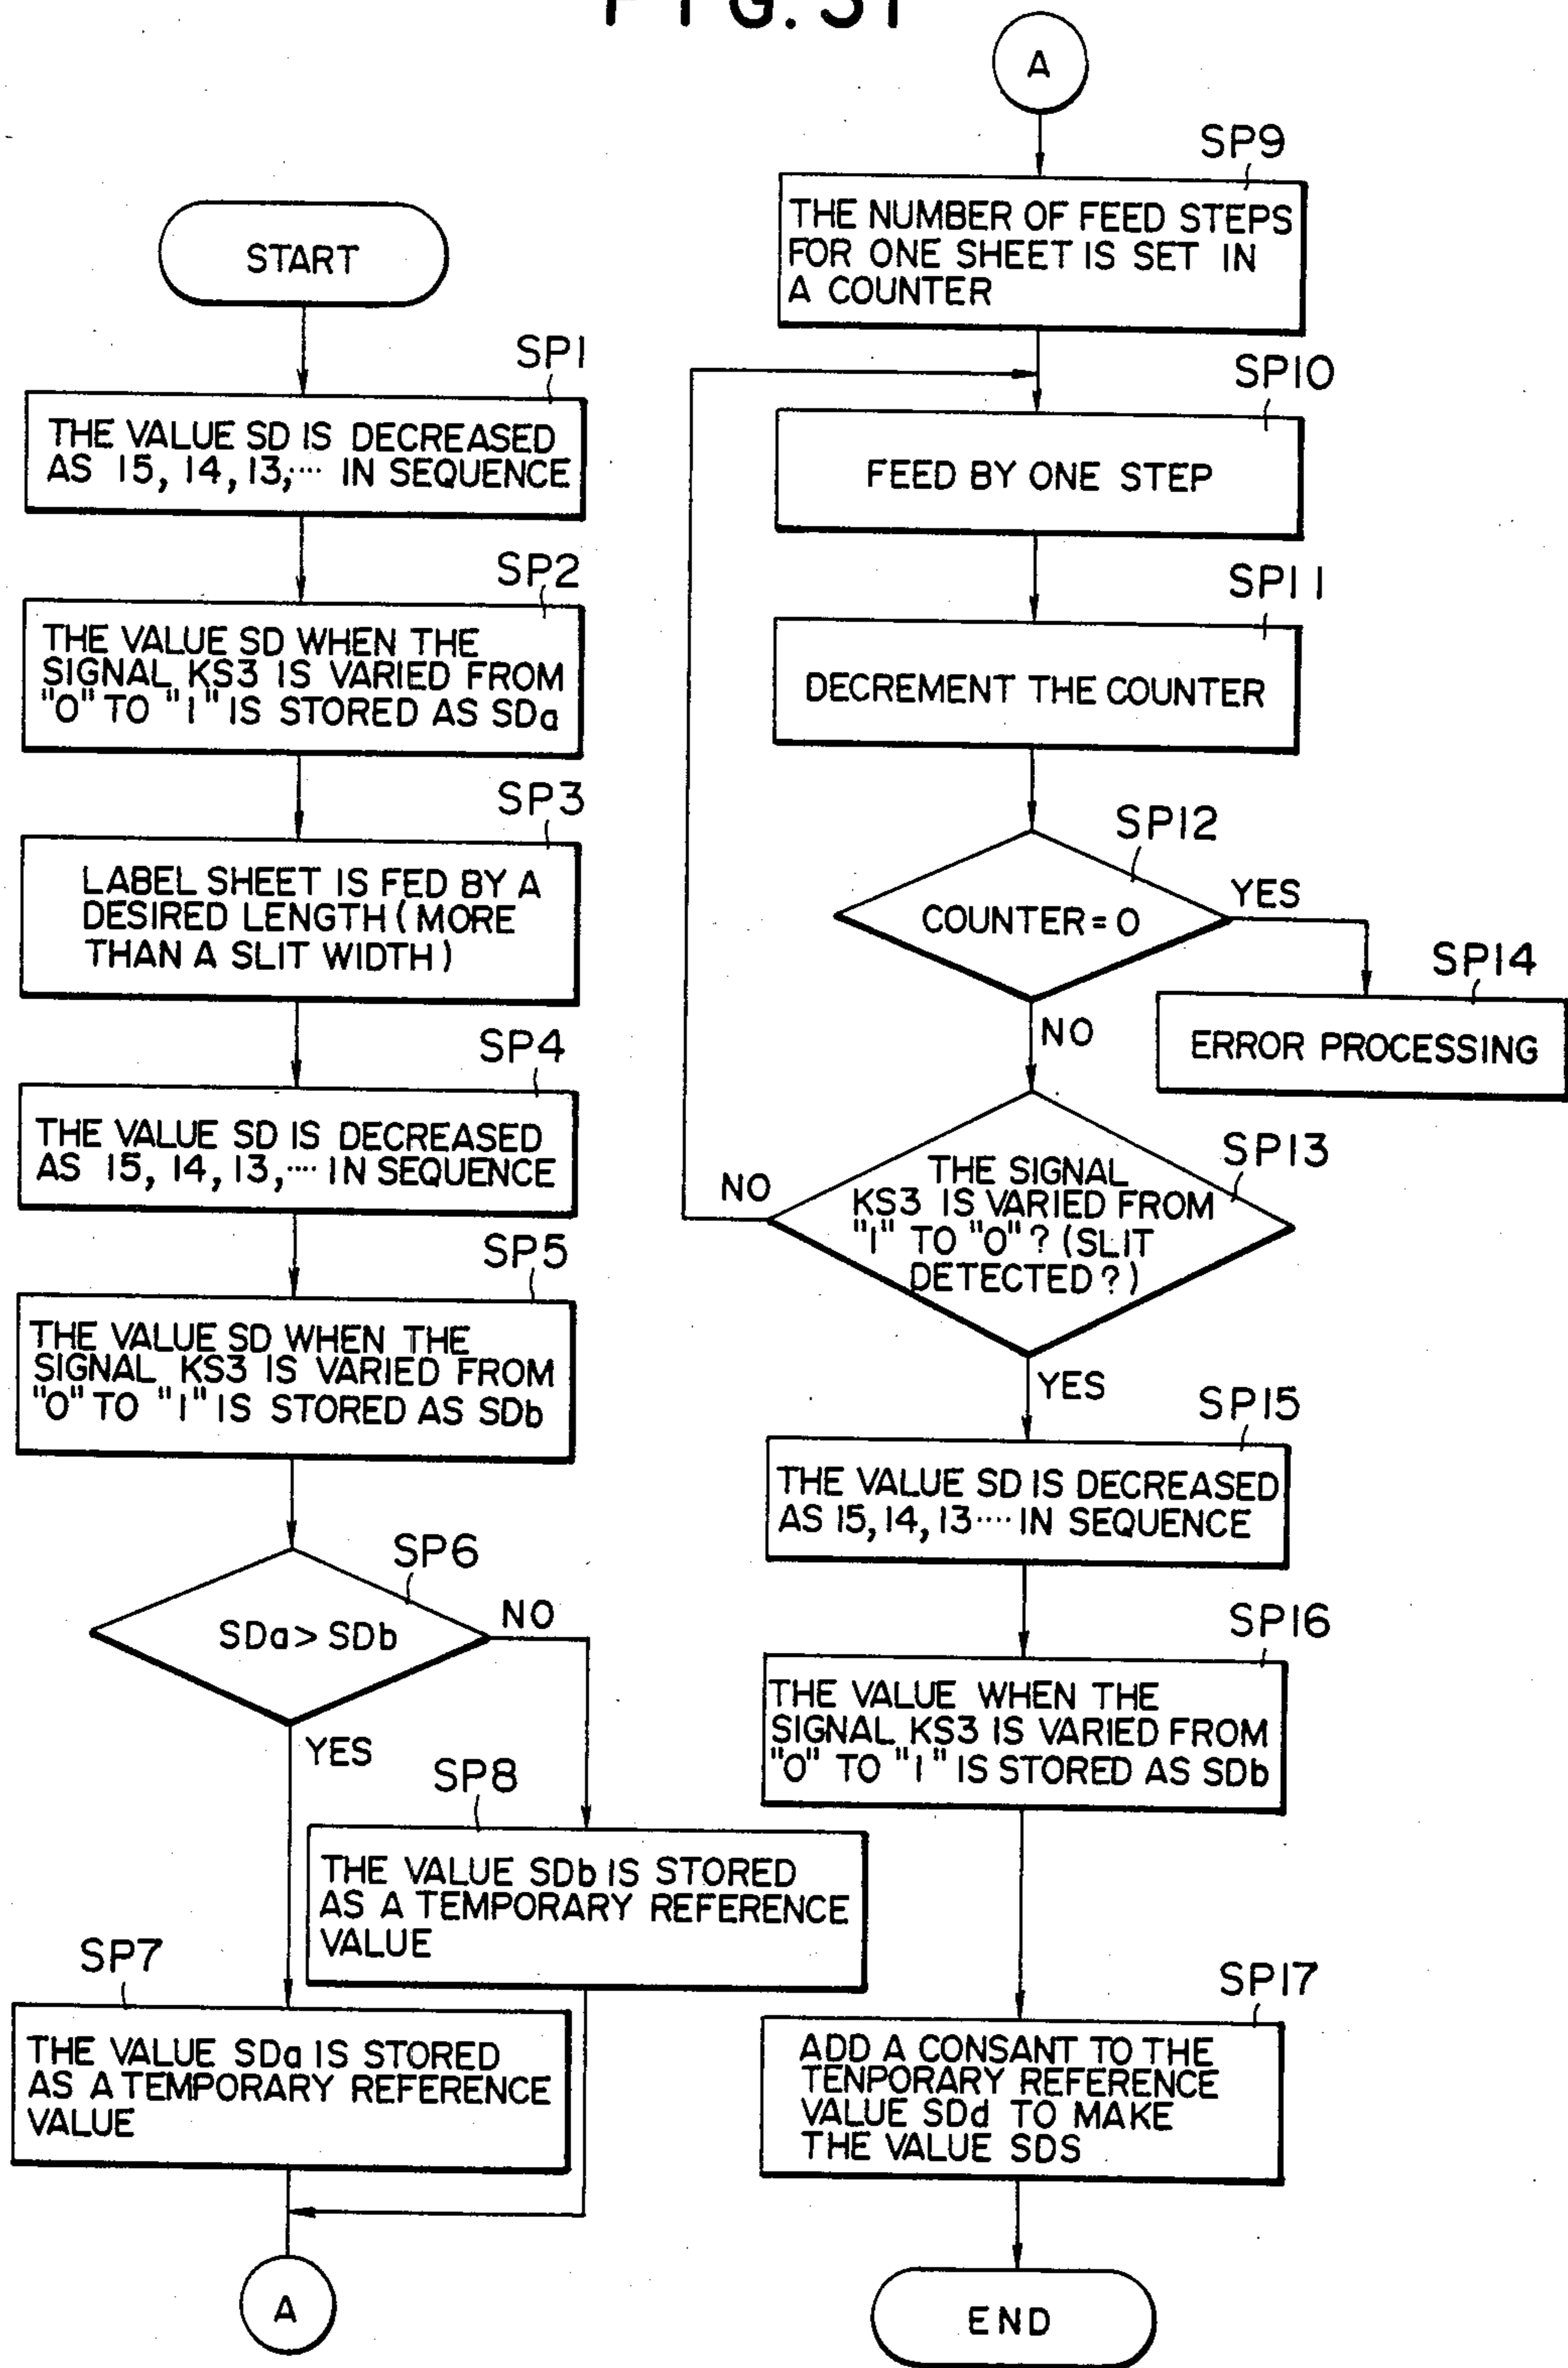 FIG. 31
START
SP1
THE VALUE SD IS DECREASED
AS 15, 14, 13, ···· IN SEQUENCE
SP2
THE VALUE SD WHEN THE
SIGNAL KS3 IS VARIED FROM
"0" TO "1" IS STORED AS SDa
SP3
LABEL SHEET IS FED BY A
DESIRED LENGTH (MORE
THAN A SLIT WIDTH)
SP4
THE VALUE SD IS DECREASED
AS 15, 14, 13, ···· IN SEQUENCE
SP5
THE VALUE SD WHEN THE
SIGNAL KS3 IS VARIED FROM
"0" TO "1" IS STORED AS SDb
SP6
SDa > SDb
NO
YES
SP8
THE VALUE SDb IS STORED
AS A TEMPORARY REFERENCE
VALUE
SP7
THE VALUE SDa IS STORED
AS A TEMPORARY REFERENCE
VALUE
A
A
SP9
THE NUMBER OF FEED STEPS
FOR ONE SHEET IS SET IN
A COUNTER
SP10
FEED BY ONE STEP
SP11
DECREMENT THE COUNTER
SP12
COUNTER = 0
YES
NO
SP14
ERROR PROCESSING
SP13
THE SIGNAL
KS3 IS VARIED FROM
"1" TO "0"? (SLIT
DETECTED?)
NO
YES
SP15
THE VALUE SD IS DECREASED
AS 15, 14, 13 ···· IN SEQUENCE
SP16
THE VALUE WHEN THE
SIGNAL KS3 IS VARIED FROM
"0" TO "1" IS STORED AS SDb
SP17
ADD A CONSANT TO THE
TENPORARY REFERENCE
VALUE SDd TO MAKE
THE VALUE SDS
END